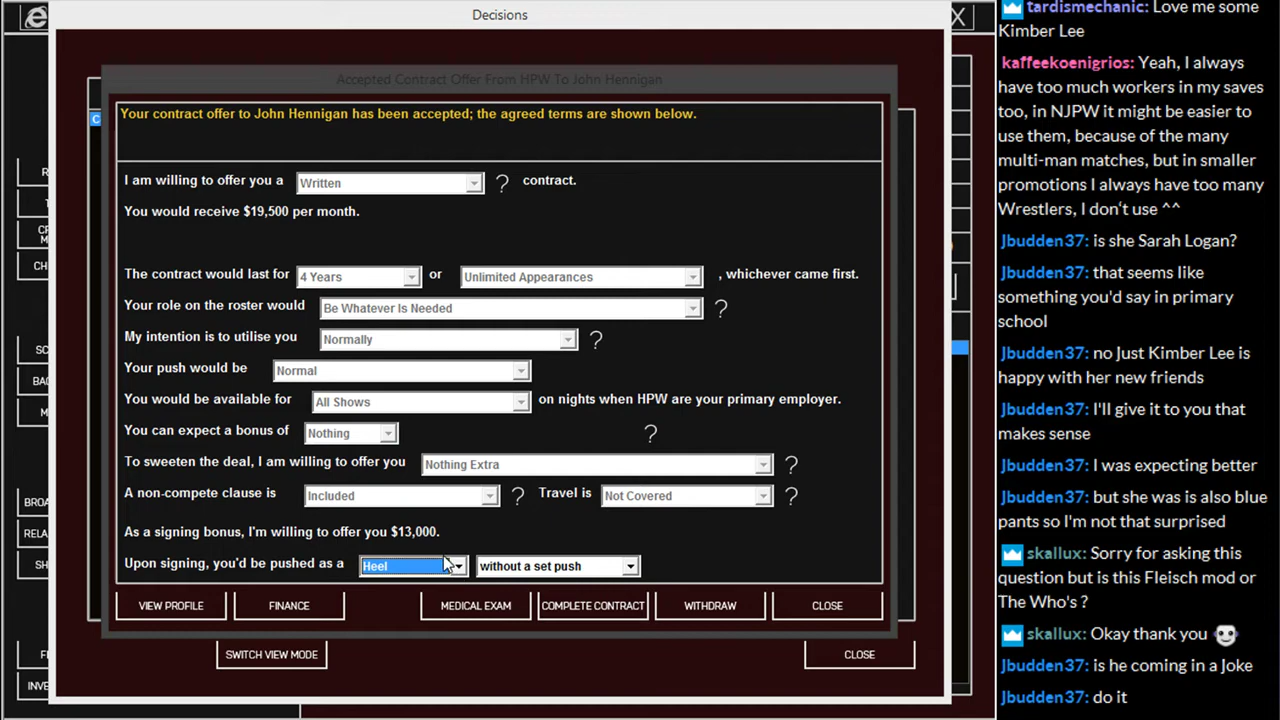 Decisions
Accepted Contract Offer From HPW To John Hennigan
Your contract offer to John Hennigan has been accepted; the agreed terms are shown below.
I am willing to offer you a Written ? contract.
You would receive $19,500 per month.
The contract would last for 4 Years or Unlimited Appearances , whichever came first.
Your role on the roster would Be Whatever Is Needed ?
My intention is to utilise you Normally ?
Your push would be Normal
You would be available for All Shows on nights when HPW are your primary employer.
You can expect a bonus of Nothing ?
To sweeten the deal, I am willing to offer you Nothing Extra ?
A non-compete clause is Included ? Travel is Not Covered ?
As a signing bonus, I'm willing to offer you $13,000.
Upon signing, you'd be pushed as a Heel without a set push
VIEW PROFILE FINANCE MEDICAL EXAM COMPLETE CONTRACT WITHDRAW CLOSE
SWITCH VIEW MODE CLOSE
X
BROA
RELA
INVE
tardismechanic: Love me some
Kimber Lee
kaffeekoenigrios: Yeah, I always
have too much workers in my saves
too, in NJPW it might be easier to
use them, because of the many
multi-man matches, but in smaller
promotions I always have too many
Wrestlers, I don't use ^^
Jbudden37: is she Sarah Logan?
Jbudden37: that seems like
something you'd say in primary
school
Jbudden37: no Just Kimber Lee is
happy with her new friends
Jbudden37: I'll give it to you that
makes sense
Jbudden37: I was expecting better
Jbudden37: but she was is also blue
pants so I'm not that surprised
skallux: Sorry for asking this
question but is this Fleisch mod or
The Who's ?
skallux: Okay thank you
Jbudden37: is he coming in a Joke
Jbudden37: do it